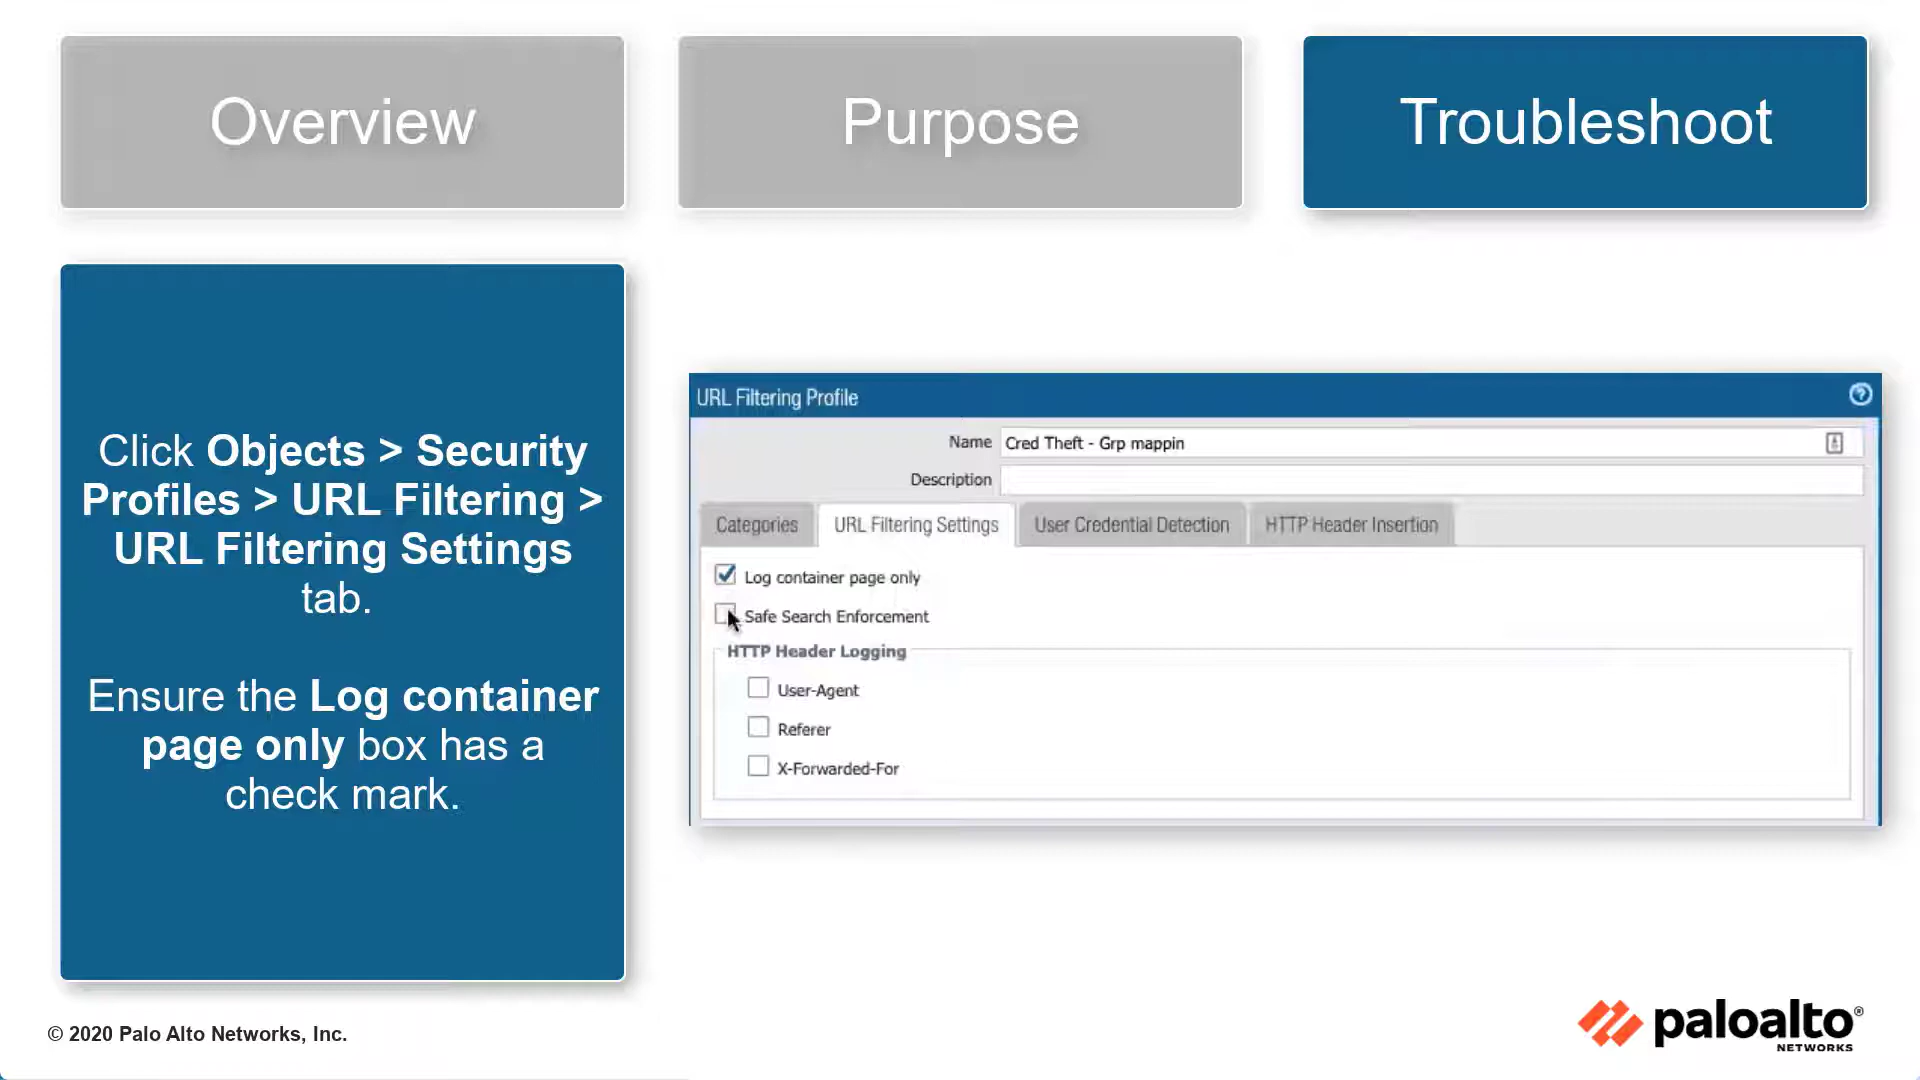 Overview
Purpose
Troubleshoot
Click Objects > Security
Profiles > URL Filtering >
URL Filtering Settings
tab.
Ensure the Log container
page only box has a
check mark.
URL Filtering Profile
Name
Cred Theft - Grp mappin
Description
Categories
URL Filtering Settings
User Credential Detection
HTTP Header Insertion
Log container page only
Safe Search Enforcement
HTTP Header Logging
User-Agent
Referer
X-Forwarded-For
© 2020 Palo Alto Networks, Inc.
paloalto®
NETWORKS